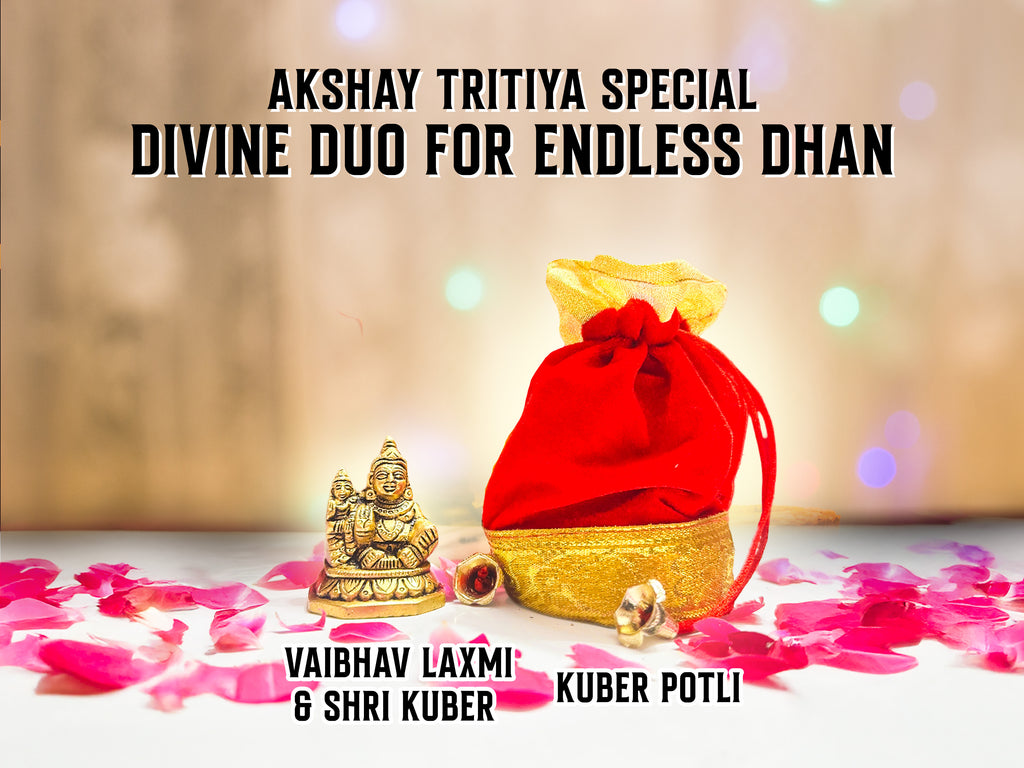 AKSHAY TRITIYA SPECIAL
DIVINE DUO FOR ENDLESS DHAN
VAIBHAV LAXMI
& SHRI KUBER
KUBER POTLI